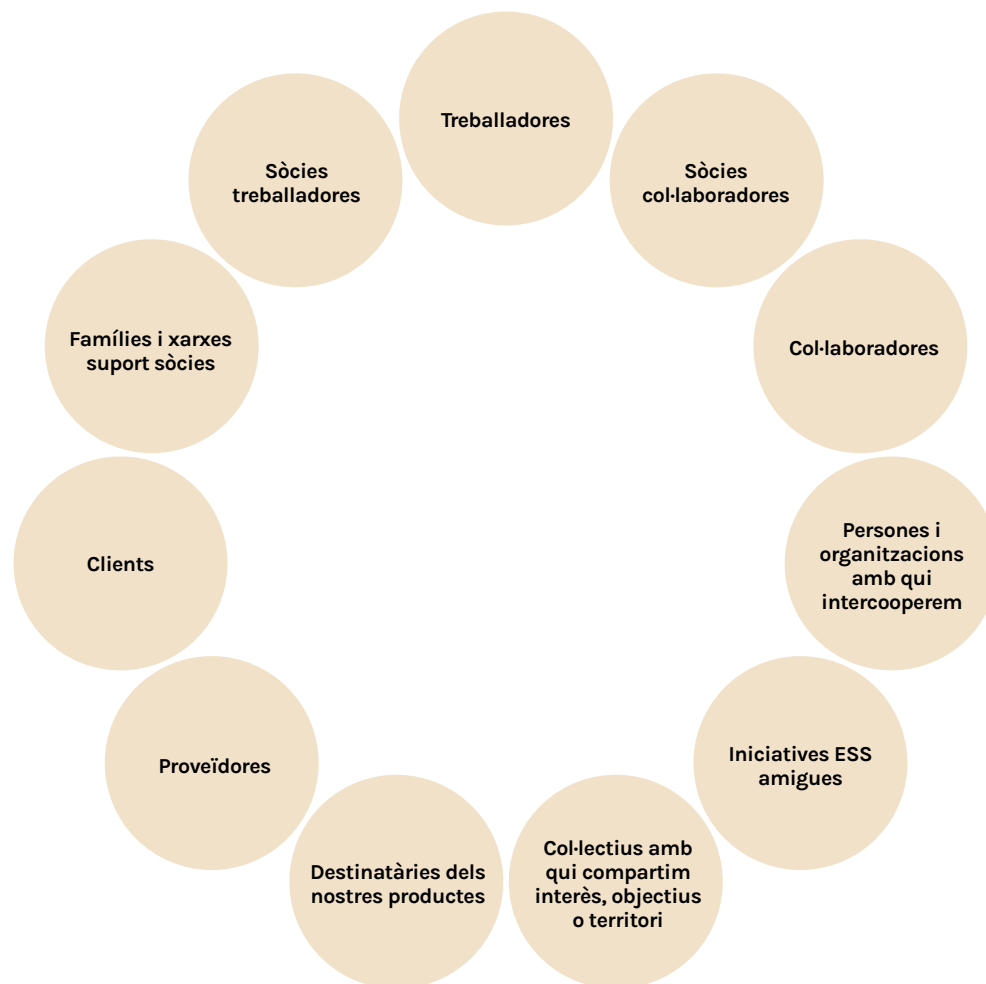 Treballadores
Sòcies
treballadores
Sòcies
col·laboradores
Famílies i xarxes
suport sòcies
Col·laboradores
Clients
Persones i
organitzacions
amb qui
intercooperem
Proveïdores
Iniciatives ESS
amigues
Destinatàries dels
nostres productes
Col·lectius amb
qui compartim
interès, objectius
o territori